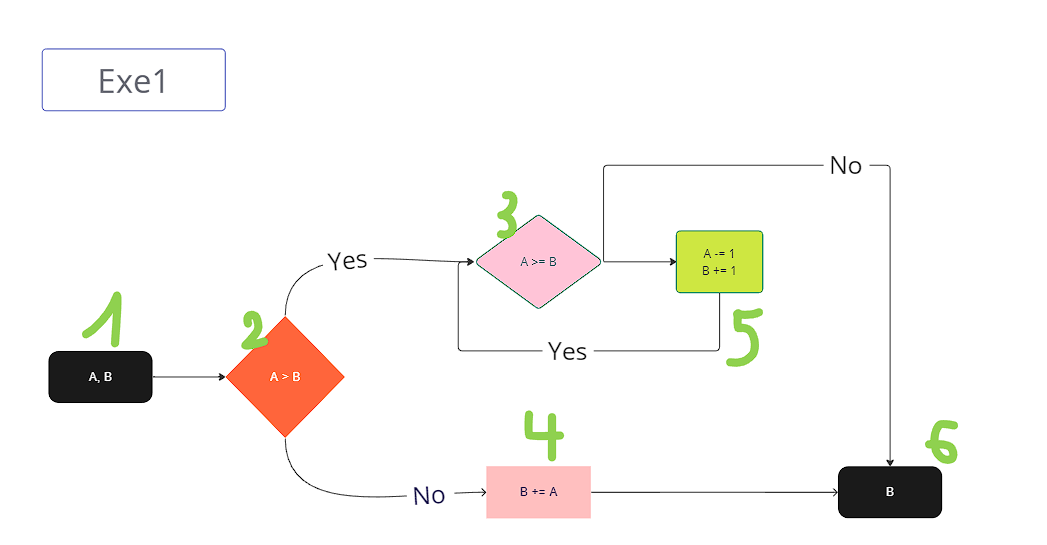 Exe1
No
3
Yes
A >= B
A -= 1
B += 1
1
2
5
Yes
A, B
A > B
4
6
No
B += A
B